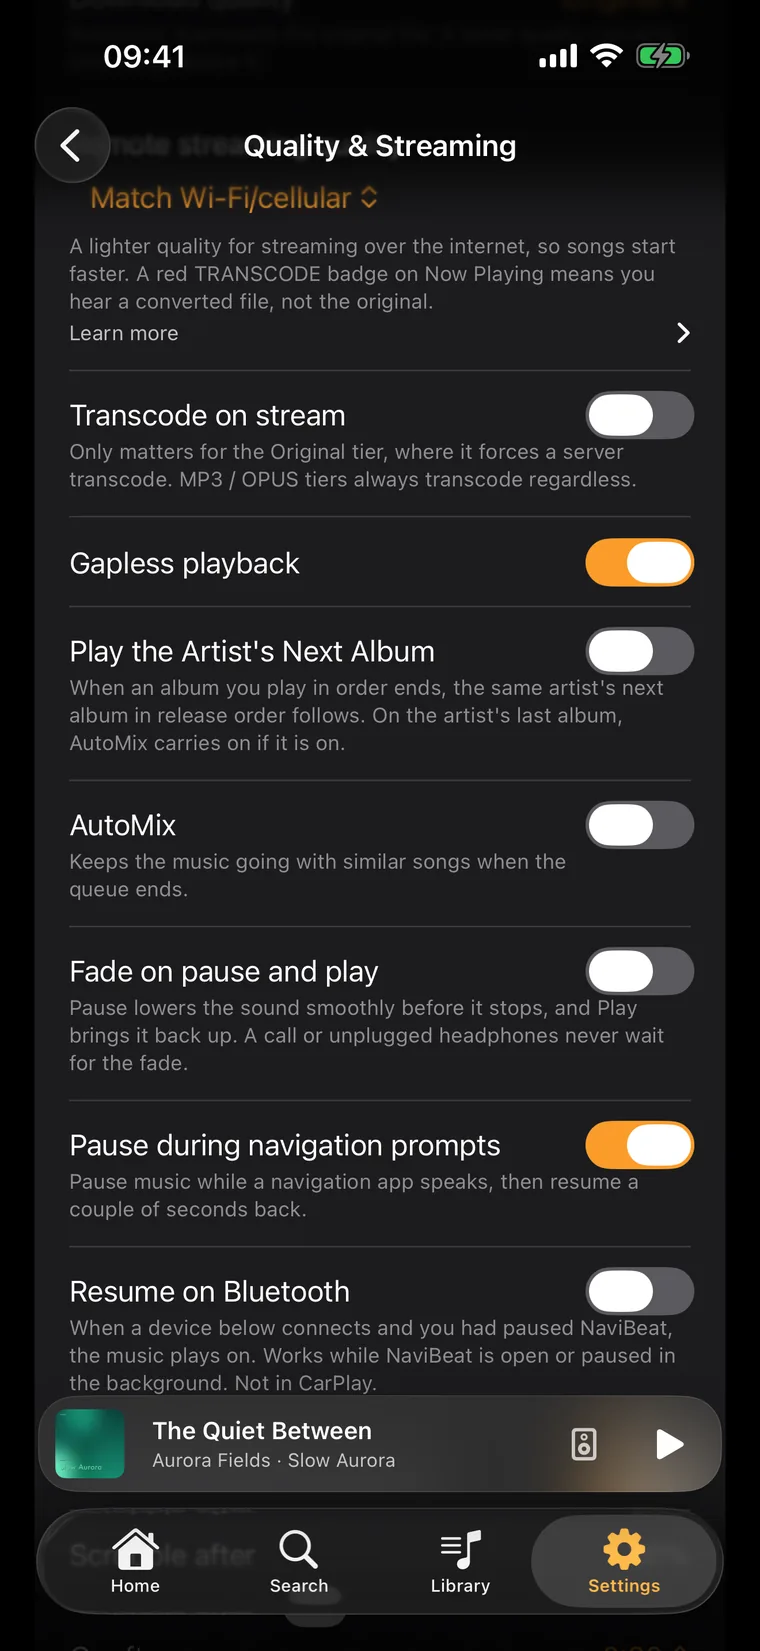 09:41
Quality & Streaming
Match Wi-Fi/cellular
A lighter quality for streaming over the internet, so songs start
faster. A red TRANSCODE badge on Now Playing means you
hear a converted file, not the original.
Learn more
Transcode on stream
Only matters for the Original tier, where it forces a server
transcode. MP3 / OPUS tiers always transcode regardless.
Gapless playback
Play the Artist's Next Album
When an album you play in order ends, the same artist's next
album in release order follows. On the artist's last album,
AutoMix carries on if it is on.
AutoMix
Keeps the music going with similar songs when the
queue ends.
Fade on pause and play
Pause lowers the sound smoothly before it stops, and Play
brings it back up. A call or unplugged headphones never wait
for the fade.
Pause during navigation prompts
Pause music while a navigation app speaks, then resume a
couple of seconds back.
Resume on Bluetooth
When a device below connects and you had paused NaviBeat,
the music plays on. Works while NaviBeat is open or paused in
the background. Not in CarPlay.
The Quiet Between
Aurora Fields · Slow Aurora
Home
Search
Library
Settings